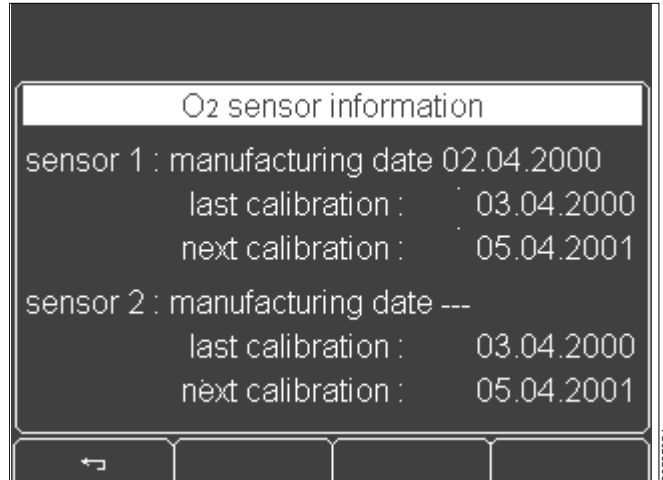 O2 sensor information
sensor 1 : manufacturing date 02.04.2000
last calibration : 03.04.2000
next calibration : 05.04.2001
sensor 2 : manufacturing date ---
last calibration : 03.04.2000
next calibration : 05.04.2001